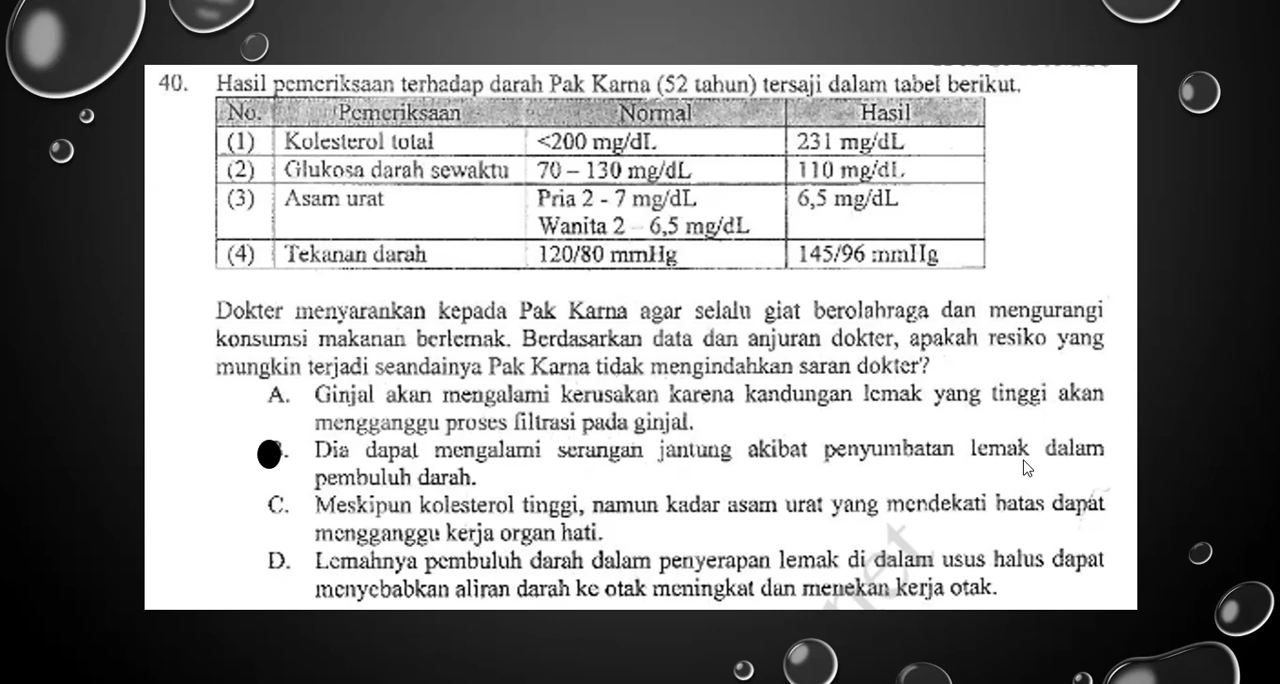 40. Hasil pemeriksaan terhadap darah Pak Karna (52 tahun) tersaji dalam tabel berikut.
No. Pemeriksaan Normal Hasil
(1) Kolesterol total <200 mg/dL 231 mg/dL
(2) Glukosa darah sewaktu 70 – 130 mg/dL 110 mg/dL
(3) Asam urat Pria 2 - 7 mg/dL 6,5 mg/dL
Wanita 2 – 6,5 mg/dL
(4) Tekanan darah 120/80 mmHg 145/96 mmHg
Dokter menyarankan kepada Pak Karna agar selalu giat berolahraga dan mengurangi
konsumsi makanan berlemak. Berdasarkan data dan anjuran dokter, apakah resiko yang
mungkin terjadi seandainya Pak Karna tidak mengindahkan saran dokter?
A. Ginjal akan mengalami kerusakan karena kandungan lemak yang tinggi akan
mengganggu proses filtrasi pada ginjal.
Dia dapat mengalami serangan jantung akibat penyumbatan lemak dalam
pembuluh darah.
C. Meskipun kolesterol tinggi, namun kadar asam urat yang mendekati batas dapat
mengganggu kerja organ hati.
D. Lemahnya pembuluh darah dalam penyerapan lemak di dalam usus halus dapat
menyebabkan aliran darah ke otak meningkat dan menekan kerja otak.
net